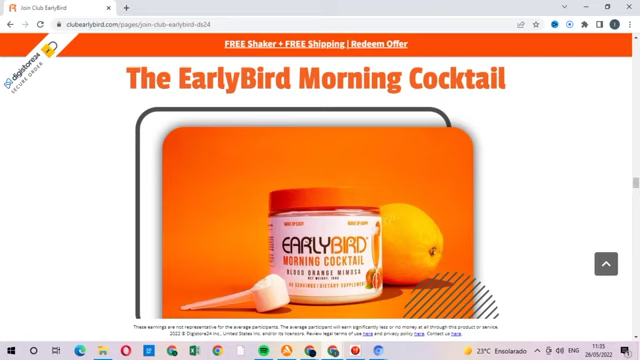 Join Club EarlyBird
clubearlybird.com/pages/join-club-earlybird-ds24
FREE Shaker + FREE Shipping | Redeem Offer
digistore24
SECURE ORDER
The EarlyBird Morning Cocktail
WAKE UP EASY
WAKE UP HAPPY
EARLYBIRD
MORNING COCKTAIL
BLOOD ORANGE MIMOSA
SERVINGS | DIETARY SUPPLEMENT
These earnings are not representative for the average participants. The average participant will earn significantly less or no money at all through this product or service.
2022 © Digistore24 Inc., United States Inc. and/or its licensors. Review legal terms of use here and privacy policy here. Contact us here.
23°C Ensolarado
ENG
11:35
28/05/2022